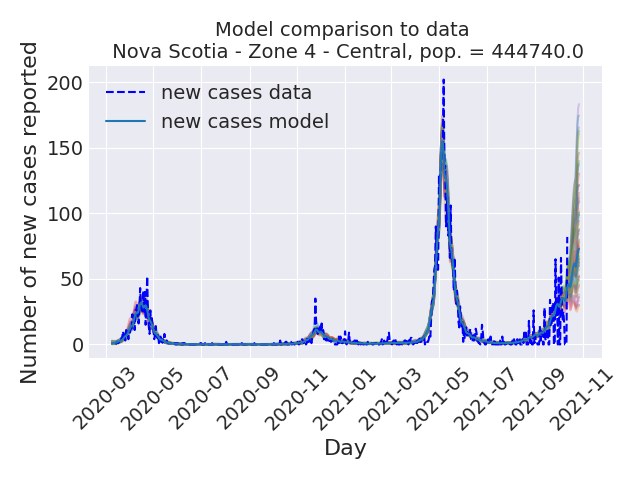 Model comparison to data
Nova Scotia - Zone 4 - Central, pop. = 444740.0
Number of new cases reported
200
150
100
50
0
new cases data
new cases model
2020-03
2020-05
2020-07
2020-09
2020-11
2021-01
2021-03
2021-05
2021-07
2021-09
2021-11
Day